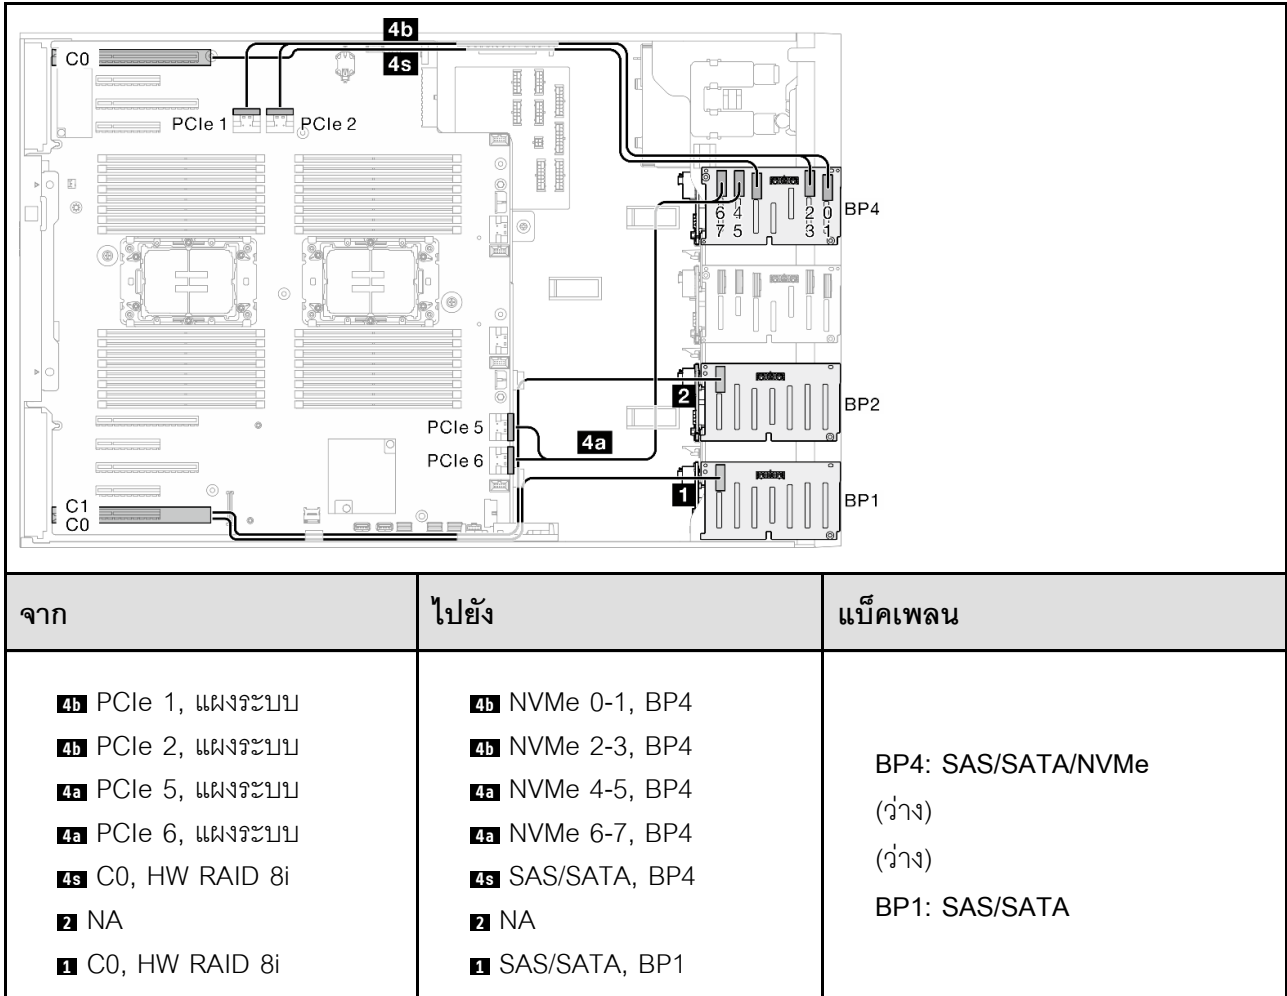 4b
C0
4s
PCIe 1
PCIe 2
6 4 2 0
7 5 3 1
BP4
2
BP2
PCIe 5
4a
PCIe 6
1
BP1
C1
C0
จาก
ไปยัง
แบ็คเพลน
4b PCIe 1, แผงระบบ
4b PCIe 2, แผงระบบ
4a PCIe 5, แผงระบบ
4a PCIe 6, แผงระบบ
4s C0, HW RAID 8i
2 NA
1 C0, HW RAID 8i
4b NVMe 0-1, BP4
4b NVMe 2-3, BP4
4a NVMe 4-5, BP4
4a NVMe 6-7, BP4
4s SAS/SATA, BP4
2 NA
1 SAS/SATA, BP1
BP4: SAS/SATA/NVMe
(ว่าง)
(ว่าง)
BP1: SAS/SATA